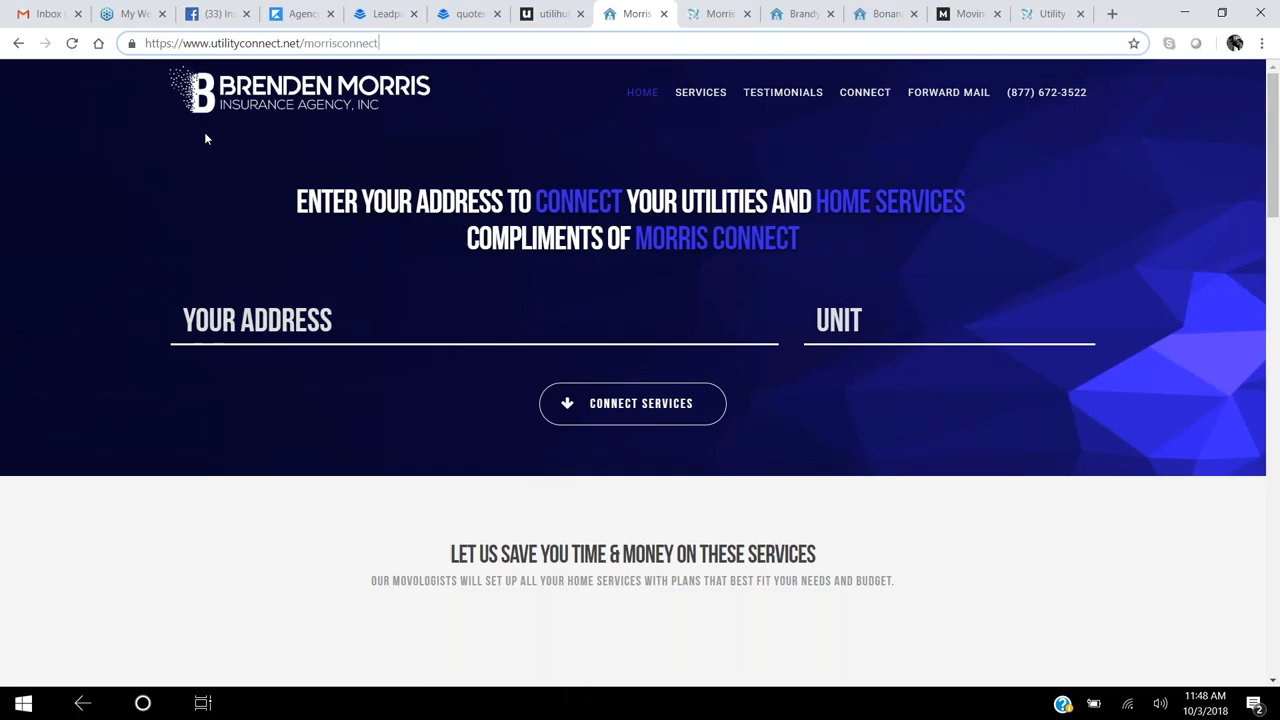 Inbox (
My We
(33) In
Agency
Leadp
quoten
utilihu
Morris
Morris
Brandy
Bonan
Movin
Utility
https://www.utilityconnect.net/morrisconnect
BRENDEN MORRIS
INSURANCE AGENCY, INC
HOME SERVICES TESTIMONIALS CONNECT FORWARD MAIL (877) 672-3522
ENTER YOUR ADDRESS TO CONNECT YOUR UTILITIES AND HOME SERVICES
COMPLIMENTS OF MORRIS CONNECT
YOUR ADDRESS UNIT
CONNECT SERVICES
LET US SAVE YOU TIME & MONEY ON THESE SERVICES
OUR MOVOLOGISTS WILL SET UP ALL YOUR HOME SERVICES WITH PLANS THAT BEST FIT YOUR NEEDS AND BUDGET.
11:48 AM
10/3/2018
2